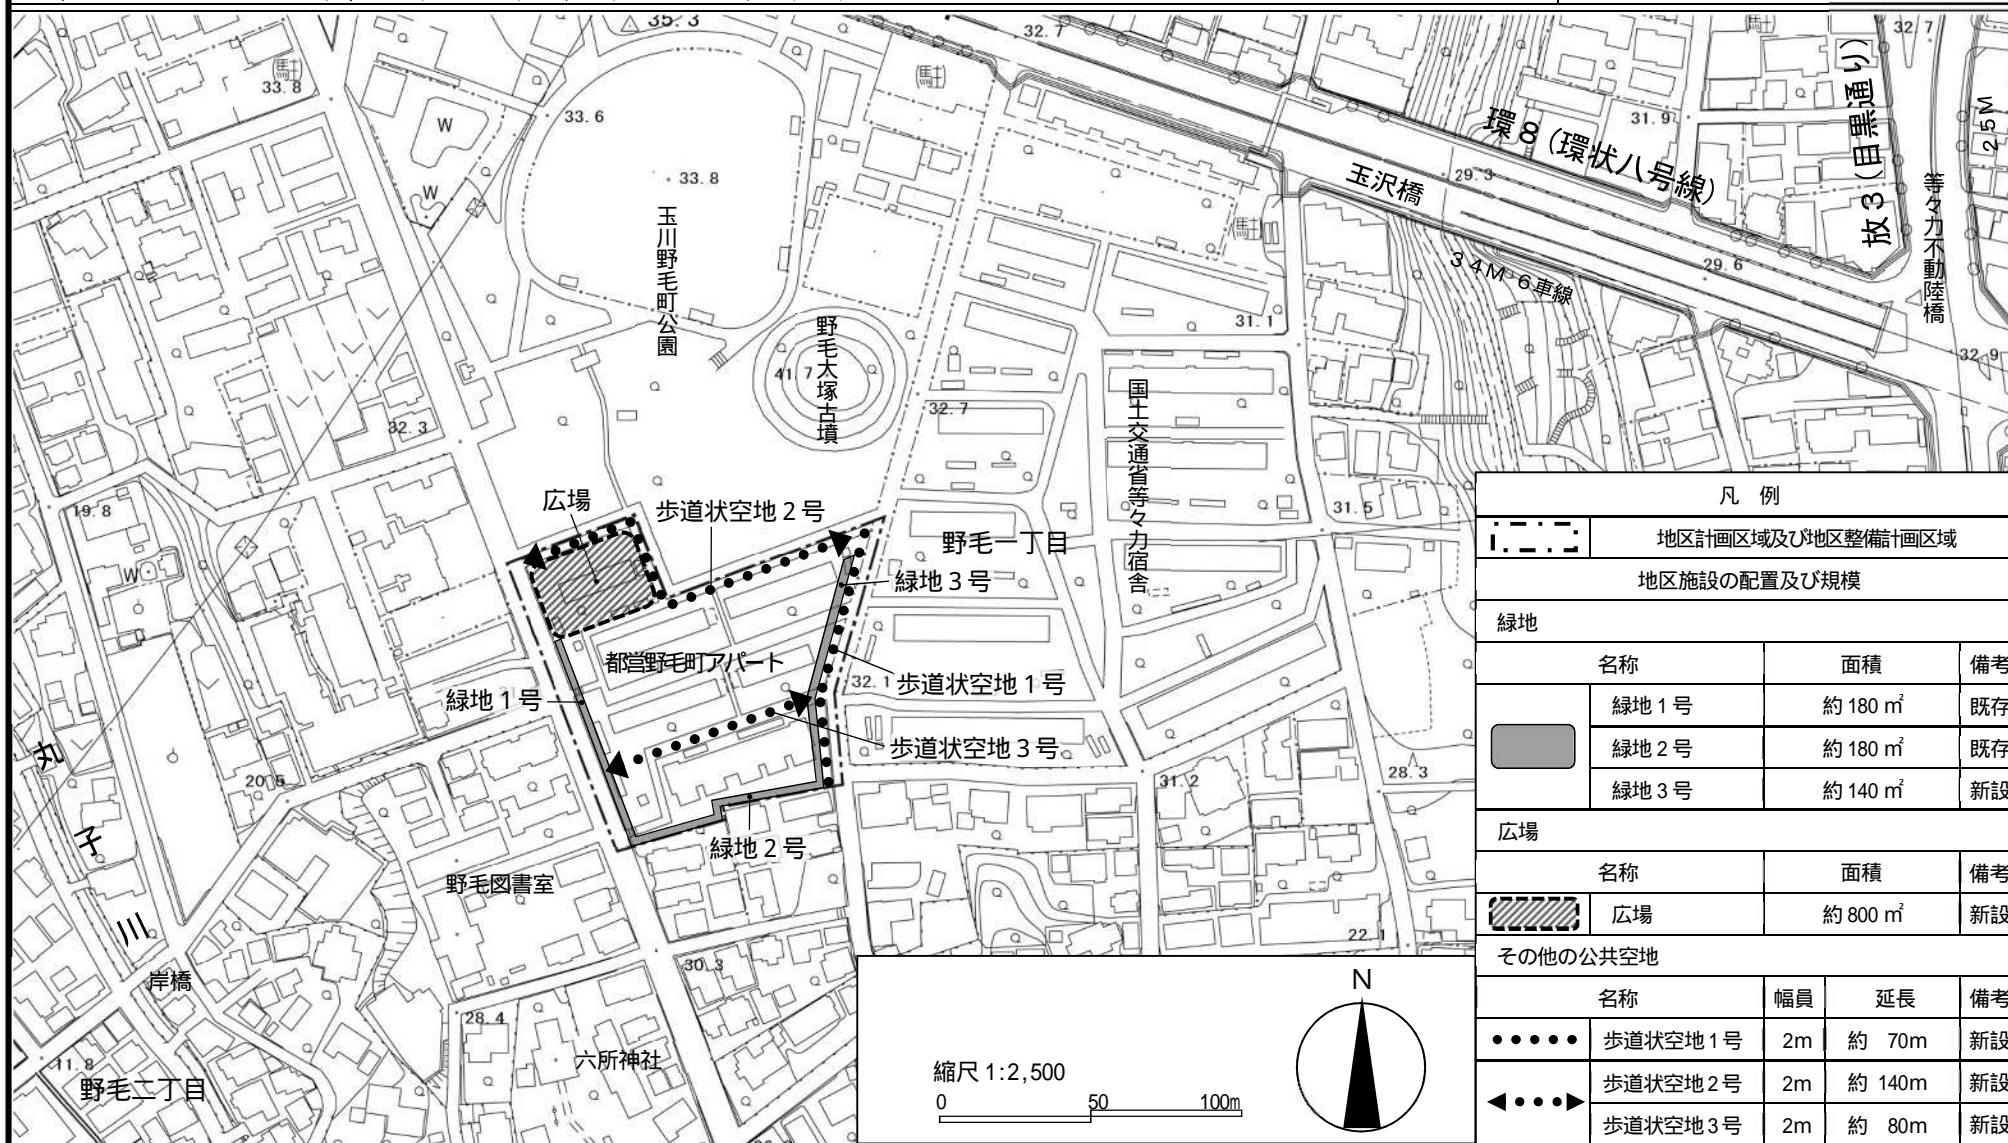 35.3
32.7
駐
32.7
駐
33.8
駐
33.6
W
33.8
W
環8(環状八号線)
31.9
放3(目黒通り)
25M
玉沢橋
29.3
等々力不動陸橋
玉川野毛町公園
駐
34M 6車線
29.6
31.1
野毛大塚古墳
41.7
32.9
国土交通省等々力宿舎
32.7
32.3
19.8
広場
歩道状空地2号
31.5
野毛一丁目
W
緑地3号
都営野毛町アパート
32.1
歩道状空地1号
緑地1号
歩道状空地3号
丸子川
20.5
31.2
28.3
緑地2号
野毛図書室
22.1
30.3
岸橋
28.4
六所神社
11.8
野毛二丁目
N
縮尺 1:2,500
0 50 100m
凡 例
地区計画区域及び地区整備計画区域
地区施設の配置及び規模
緑地
名称 面積 備考
緑地1号 約180㎡ 既存
緑地2号 約180㎡ 既存
緑地3号 約140㎡ 新設
広場
名称 面積 備考
広場 約800㎡ 新設
その他の公共空地
名称 幅員 延長 備考
歩道状空地1号 2m 約 70m 新設
歩道状空地2号 2m 約 140m 新設
歩道状空地3号 2m 約 80m 新設